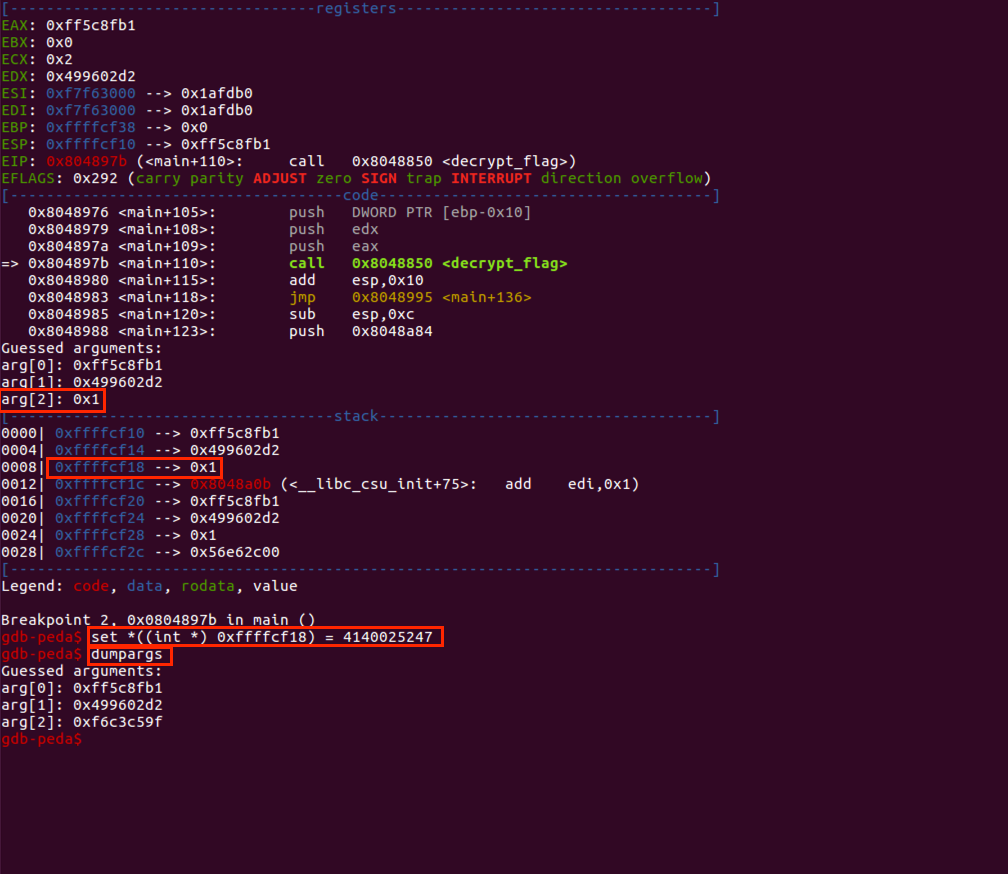 [----------------------------------registers-----------------------------------]
EAX: 0xff5c8fb1
EBX: 0x0
ECX: 0x2
EDX: 0x499602d2
ESI: 0xf7f63000 --> 0x1afdb0
EDI: 0xf7f63000 --> 0x1afdb0
EBP: 0xffffcf38 --> 0x0
ESP: 0xffffcf10 --> 0xff5c8fb1
EIP: 0x804897b (<main+110>:     call   0x8048850 <decrypt_flag>)
EFLAGS: 0x292 (carry parity ADJUST zero SIGN trap INTERRUPT direction overflow)
[-------------------------------------code-------------------------------------]
   0x8048976 <main+105>:        push   DWORD PTR [ebp-0x10]
   0x8048979 <main+108>:        push   edx
   0x804897a <main+109>:        push   eax
=> 0x804897b <main+110>:        call   0x8048850 <decrypt_flag>
   0x8048980 <main+115>:        add    esp,0x10
   0x8048983 <main+118>:        jmp    0x8048995 <main+136>
   0x8048985 <main+120>:        sub    esp,0xc
   0x8048988 <main+123>:        push   0x8048a84
Guessed arguments:
arg[0]: 0xff5c8fb1
arg[1]: 0x499602d2
arg[2]: 0x1
[------------------------------------stack-------------------------------------]
0000| 0xffffcf10 --> 0xff5c8fb1
0004| 0xffffcf14 --> 0x499602d2
0008| 0xffffcf18 --> 0x1
0012| 0xffffcf1c --> 0x8048a0b (<__libc_csu_init+75>:   add    edi,0x1)
0016| 0xffffcf20 --> 0xff5c8fb1
0020| 0xffffcf24 --> 0x499602d2
0024| 0xffffcf28 --> 0x1
0028| 0xffffcf2c --> 0x56e62c00
[------------------------------------------------------------------------------]
Legend: code, data, rodata, value
Breakpoint 2, 0x0804897b in main ()
gdb-peda$ set *((int *) 0xffffcf18) = 4140025247
gdb-peda$ dumpargs
Guessed arguments:
arg[0]: 0xff5c8fb1
arg[1]: 0x499602d2
arg[2]: 0xf6c3c59f
gdb-peda$